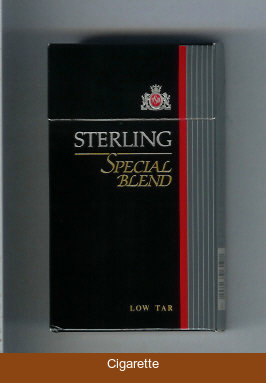 STERLING
SPECIAL
BLEND
LOW TAR
Cigarette